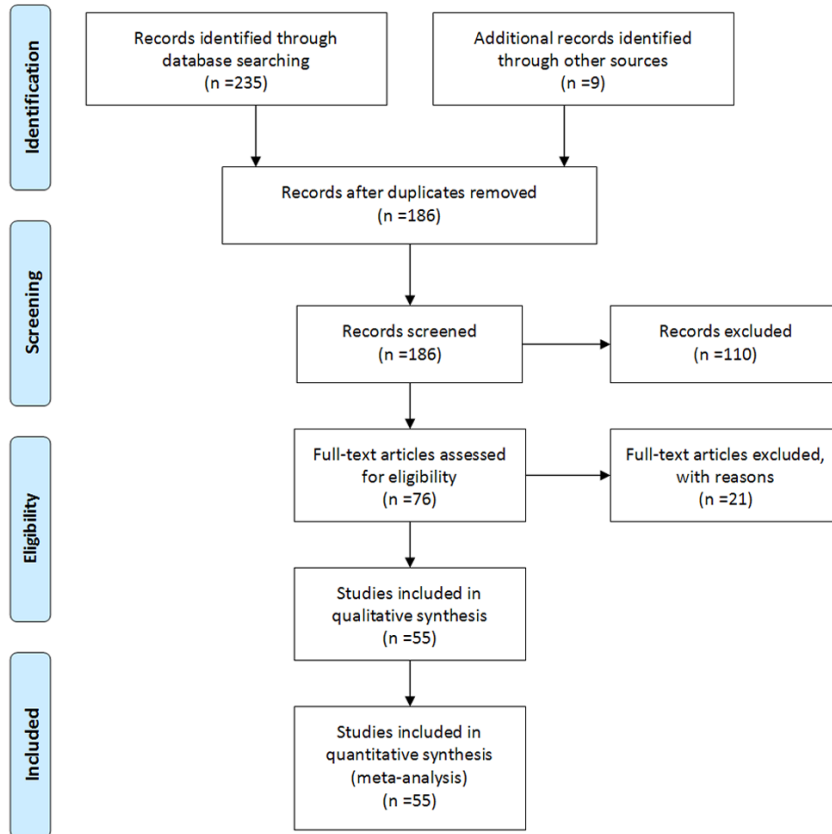 Identification
Records identified through
database searching
(n =235)
Additional records identified
through other sources
(n =9)
Records after duplicates removed
(n =186)
Screening
Records screened
(n =186)
Records excluded
(n =110)
Eligibility
Full-text articles assessed
for eligibility
(n =76)
Full-text articles excluded,
with reasons
(n =21)
Studies included in
qualitative synthesis
(n =55)
Included
Studies included in
quantitative synthesis
(meta-analysis)
(n =55)